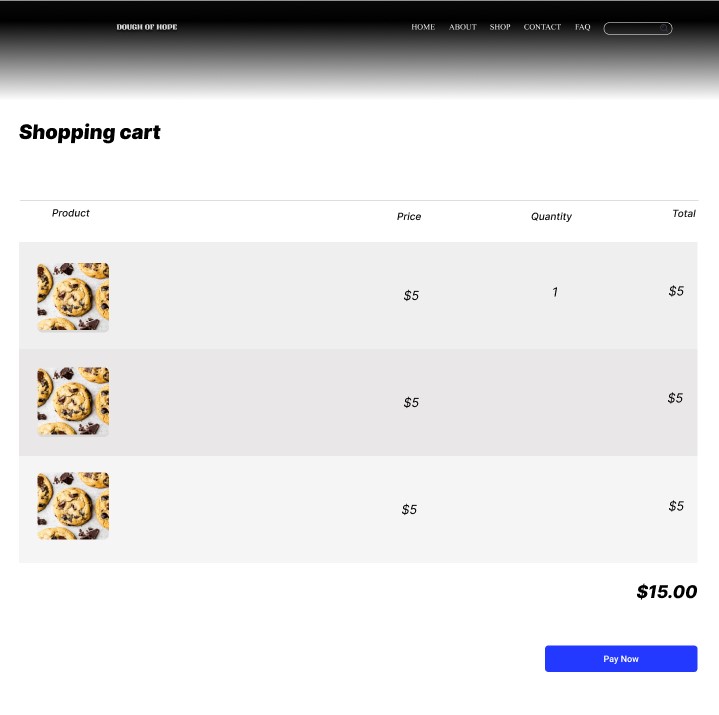 DOUGH OF HOPE HOME ABOUT SHOP CONTACT FAQ
Shopping cart
Product Price Quantity Total
$5 1 $5
$5 $5
$5 $5
$15.00
Pay Now